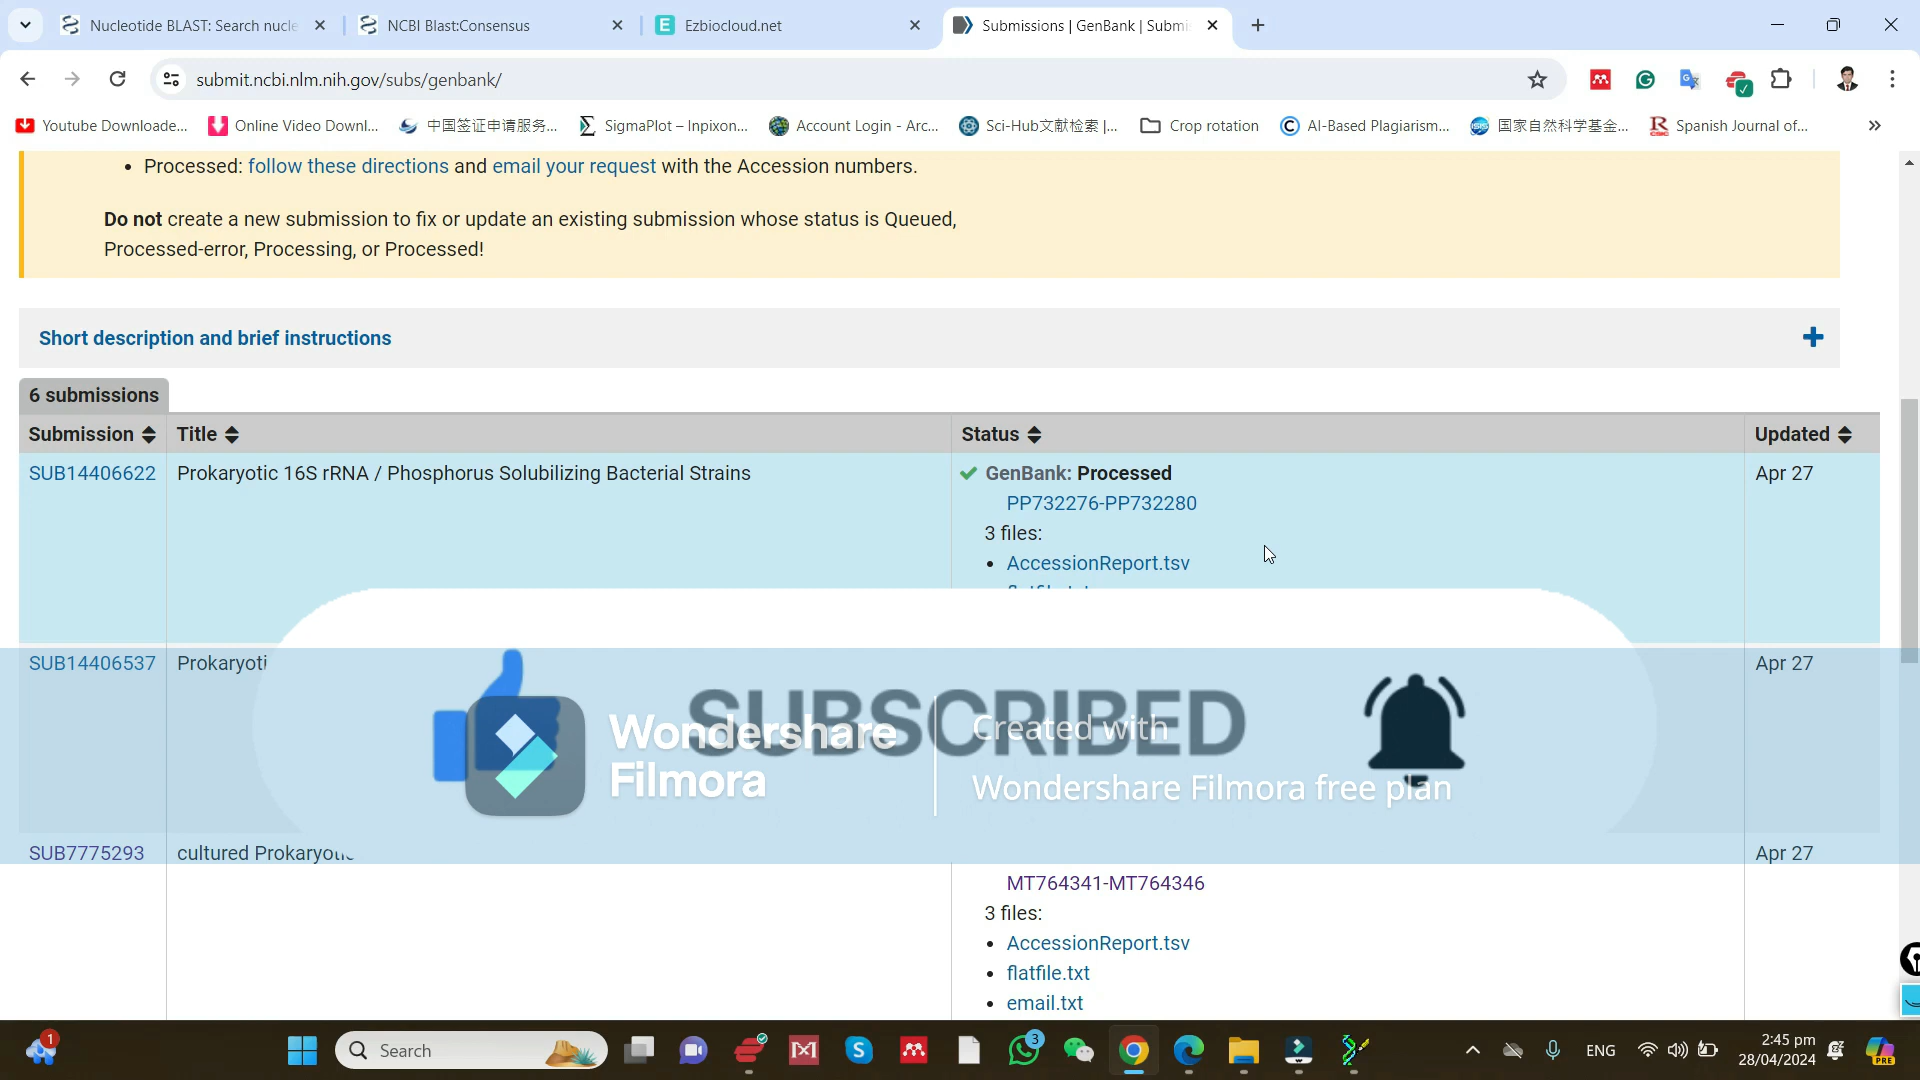 Nucleotide BLAST: Search nucle
NCBI Blast:Consensus
Ezbiocloud.net
Submissions | GenBank | Submi
submit.ncbi.nlm.nih.gov/subs/genbank/
Youtube Downloade...
Online Video Downl...
中国签证申请服务...
SigmaPlot – Inpixon...
Account Login - Arc...
Sci-Hub文献检索 |...
Crop rotation
AI-Based Plagiarism...
国家自然科学基金...
Spanish Journal of...
Processed: follow these directions and email your request with the Accession numbers.
Do not create a new submission to fix or update an existing submission whose status is Queued,
Processed-error, Processing, or Processed!
Short description and brief instructions
6 submissions
Submission Title Status Updated
SUB14406622 Prokaryotic 16S rRNA / Phosphorus Solubilizing Bacterial Strains GenBank: Processed Apr 27
PP732276-PP732280
3 files:
AccessionReport.tsv
SUB14406537 Prokaryoti Apr 27
SUBSCRIBED
Wondershare
Filmora
Created with
Wondershare Filmora free plan
SUB7775293 cultured Prokaryotic Apr 27
MT764341-MT764346
3 files:
AccessionReport.tsv
flatfile.txt
email.txt
1
Search
3
ENG
2:45 pm
28/04/2024
PRE